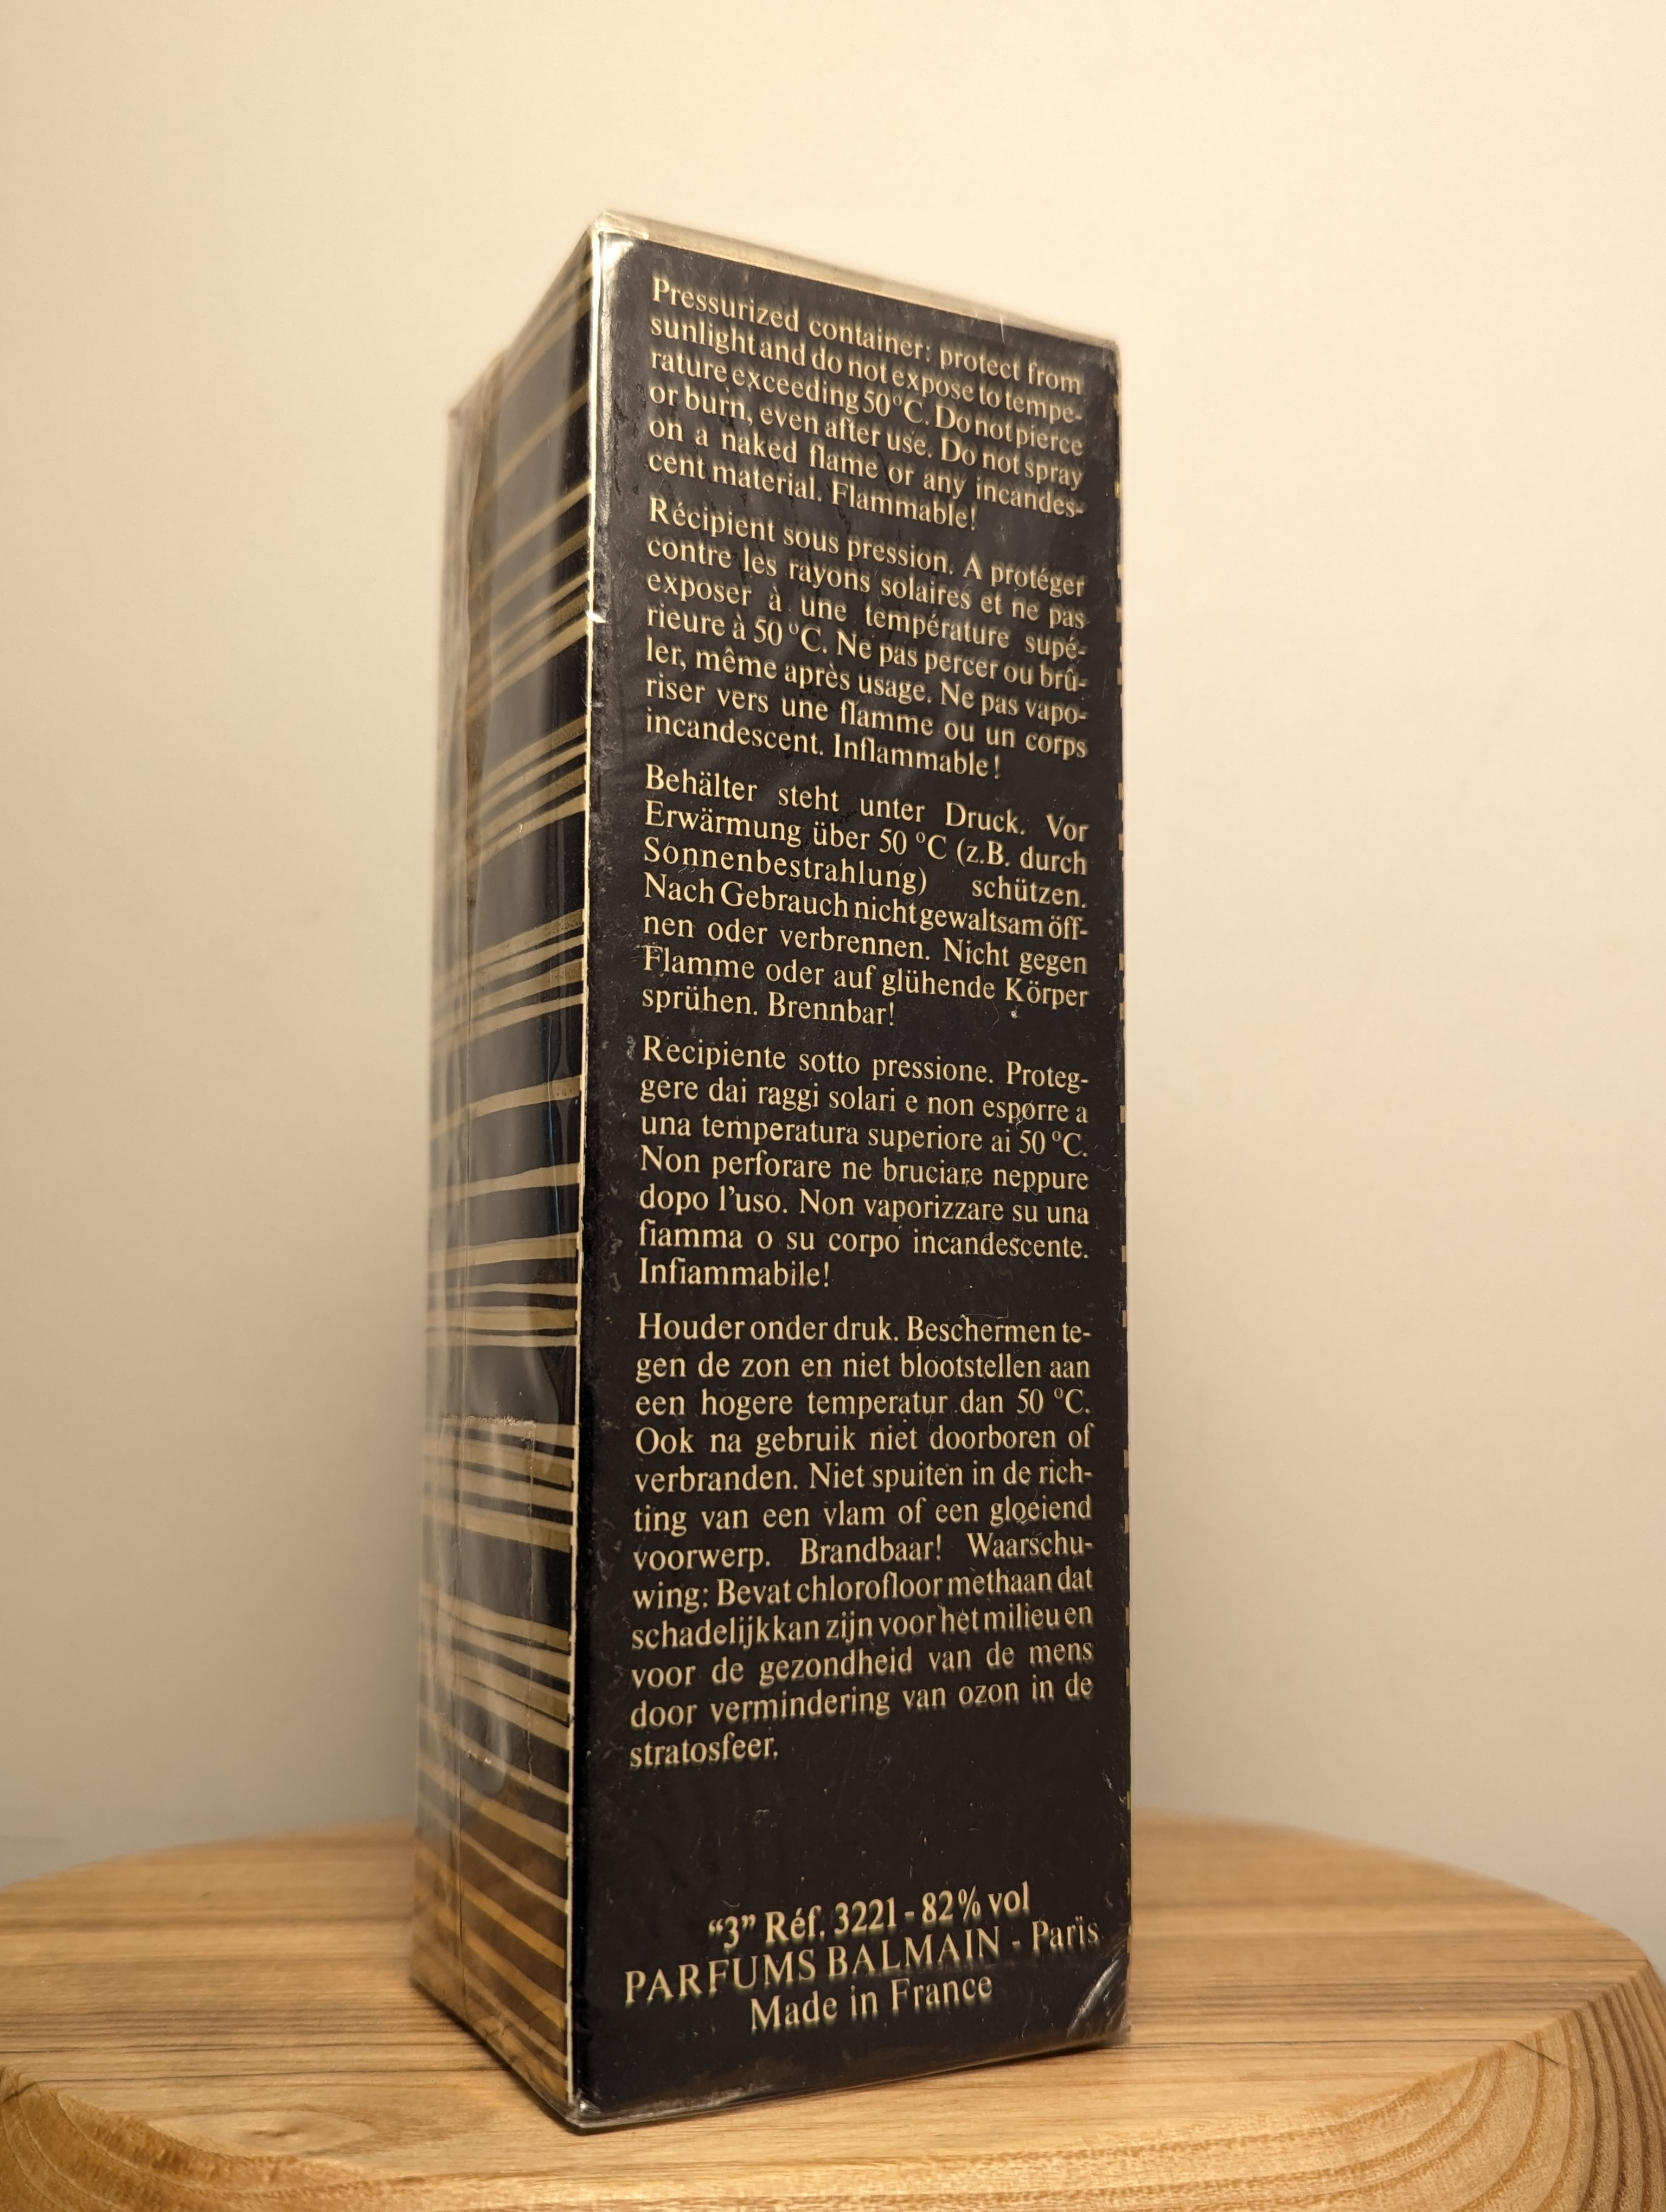 Pressurized container: protect from
sunlight and do not expose to tempe-
rature exceeding 50°C. Do not pierce
or burn, even after use. Do not spray
on a naked flame or any incandes-
cent material. Flammable!
Récipient sous pression. A protéger
contre les rayons solaires et ne pas
exposer à une température supé-
rieure à 50 °C. Ne pas percer ou brû-
ler, même après usage. Ne pas vapo-
riser vers une flamme ou un corps
incandescent. Inflammable!
Behälter steht unter Druck. Vor
Erwärmung über 50 °C (z.B. durch
Sonnenbestrahlung) schützen.
Nach Gebrauch nicht gewaltsam öff-
nen oder verbrennen. Nicht gegen
Flamme oder auf glühende Körper
sprühen. Brennbar!
Recipiente sotto pressione. Proteg-
gere dai raggi solari e non esporre a
una temperatura superiore ai 50 °C.
Non perforare ne bruciare neppure
dopo l'uso. Non vaporizzare su una
fiamma o su corpo incandescente.
Infiammabile!
Houder onder druk. Beschermen te-
gen de zon en niet blootstellen aan
een hogere temperatur dan 50 °C.
Ook na gebruik niet doorboren of
verbranden. Niet spuiten in de rich-
ting van een vlam of een gloeiend
voorwerp. Brandbaar! Waarschu-
wing: Bevat chlorofloor methaan dat
schadelijk kan zijn voor het milieu en
voor de gezondheid van de mens
door vermindering van ozon in de
stratosfeer.
“3” Réf. 3221 - 82% vol
PARFUMS BALMAIN - Paris
Made in France